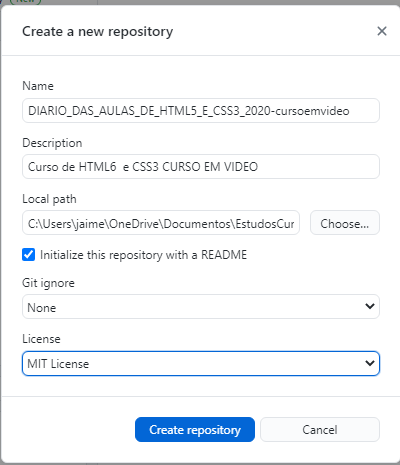 Create a new repository
Name
DIARIO_DAS_AULAS_DE_HTML5_E_CSS3_2020-cursoemvideo
Description
Curso de HTML6  e CSS3 CURSO EM VIDEO
Local path
C:\Users\jaime\OneDrive\Documentos\EstudosCur
Choose...
Initialize this repository with a README
Git ignore
None
License
MIT License
Create repository
Cancel